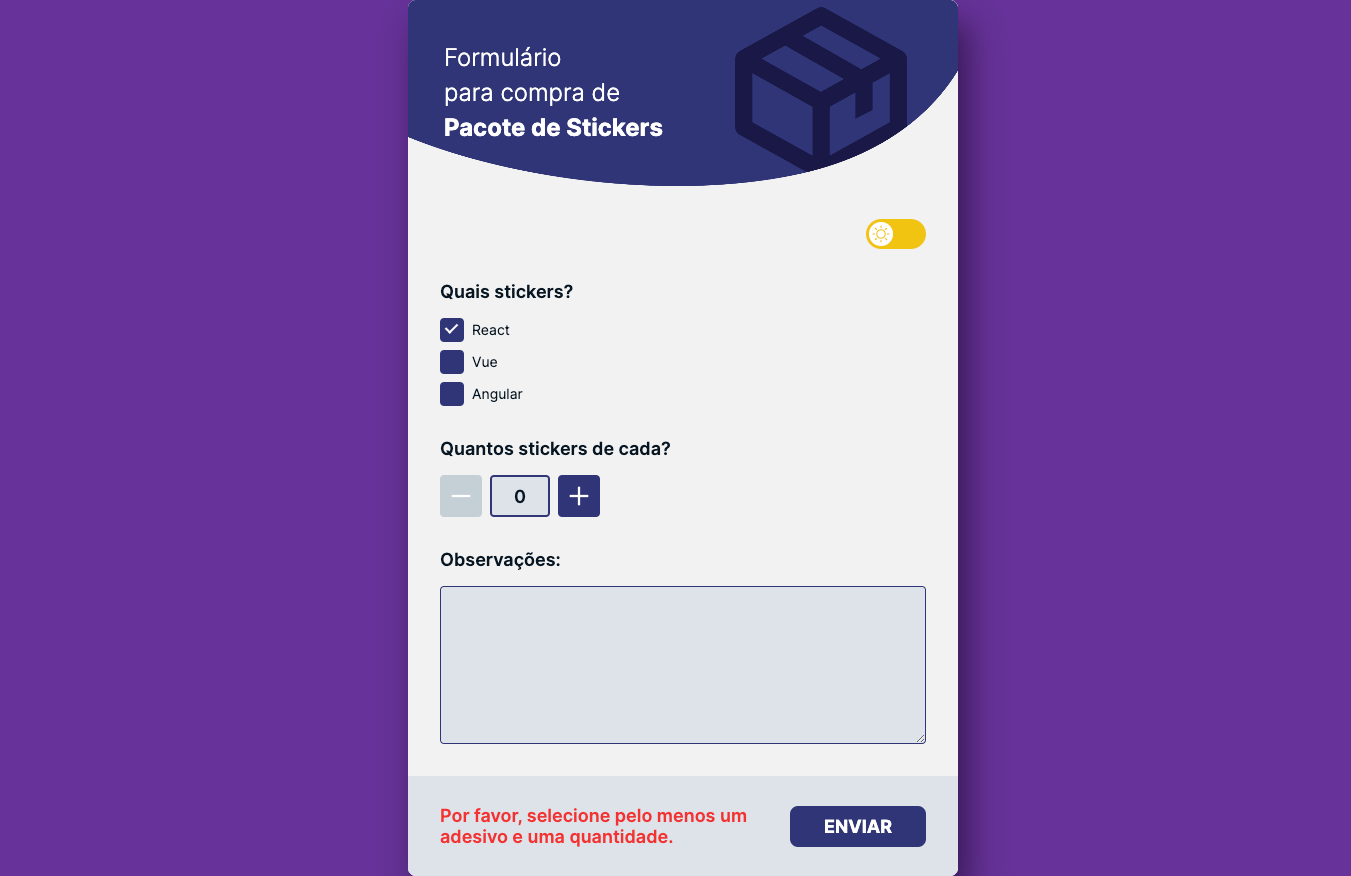 Formulário
para compra de
Pacote de Stickers
Quais stickers?
React
Vue
Angular
Quantos stickers de cada?
0
Observações:
Por favor, selecione pelo menos um
adesivo e uma quantidade.
ENVIAR